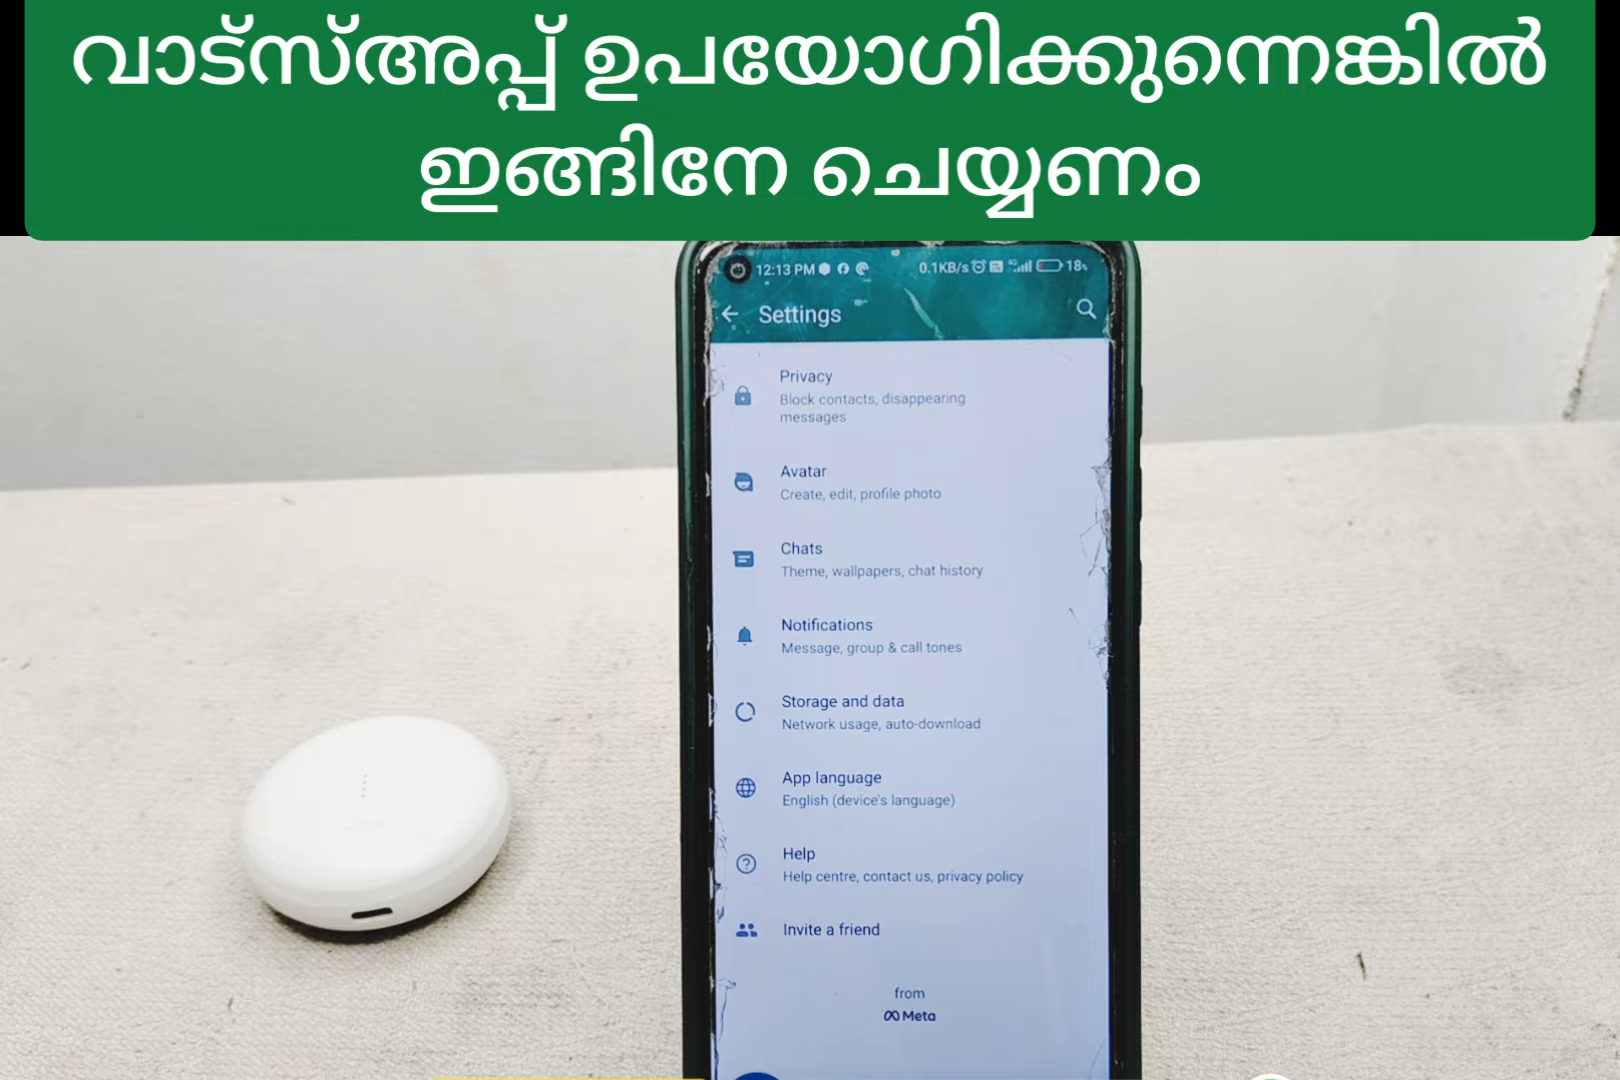 വാട്സ്അപ്പ് ഉപയോഗിക്കുന്നെങ്കിൽ
ഇങ്ങിനേ ചെയ്യണം
12:13 PM 0.1KB/s 4G 18%
Settings
Privacy
Block contacts, disappearing
messages
Avatar
Create, edit, profile photo
Chats
Theme, wallpapers, chat history
Notifications
Message, group & call tones
Storage and data
Network usage, auto-download
App language
English (device's language)
Help
Help centre, contact us, privacy policy
Invite a friend
from
Meta